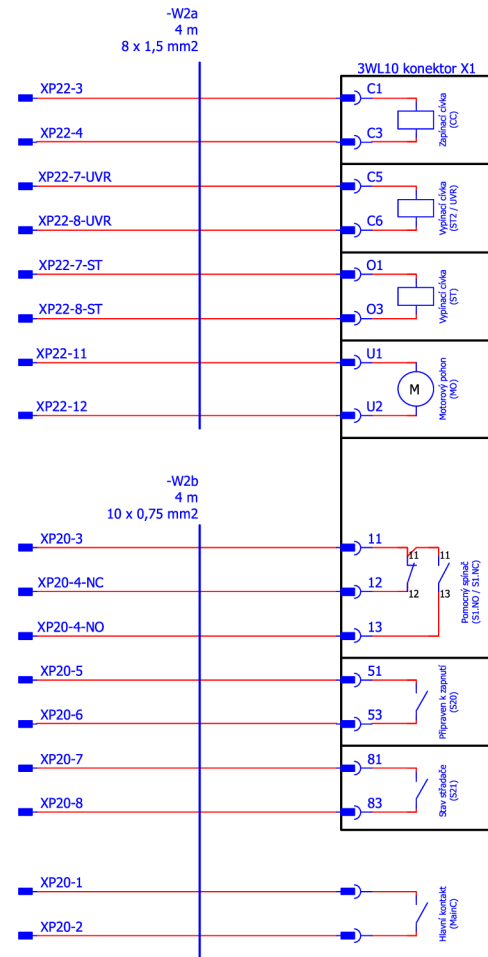 -W2a
4 m
8 x 1,5 mm2
3WL10 konektor X1
XP22-3
C1
XP22-4
C3
Zapínací cívka
(CC)
XP22-7-UVR
C5
XP22-8-UVR
C6
Vypínací cívka
(ST2 / UVR)
XP22-7-ST
O1
XP22-8-ST
O3
Vypínací cívka
(ST)
XP22-11
U1
XP22-12
U2
M
Motorový pohon
(MO)
-W2b
4 m
10 x 0,75 mm2
XP20-3
11
11
11
XP20-4-NC
12
12
13
XP20-4-NO
13
Pomocný spínač
(S1.NO / S1.NC)
XP20-5
51
XP20-6
53
Připraven k zapnutí
(S20)
XP20-7
81
XP20-8
83
Stav střadače
(S21)
XP20-1
XP20-2
Hlavní kontakt
(MainC)